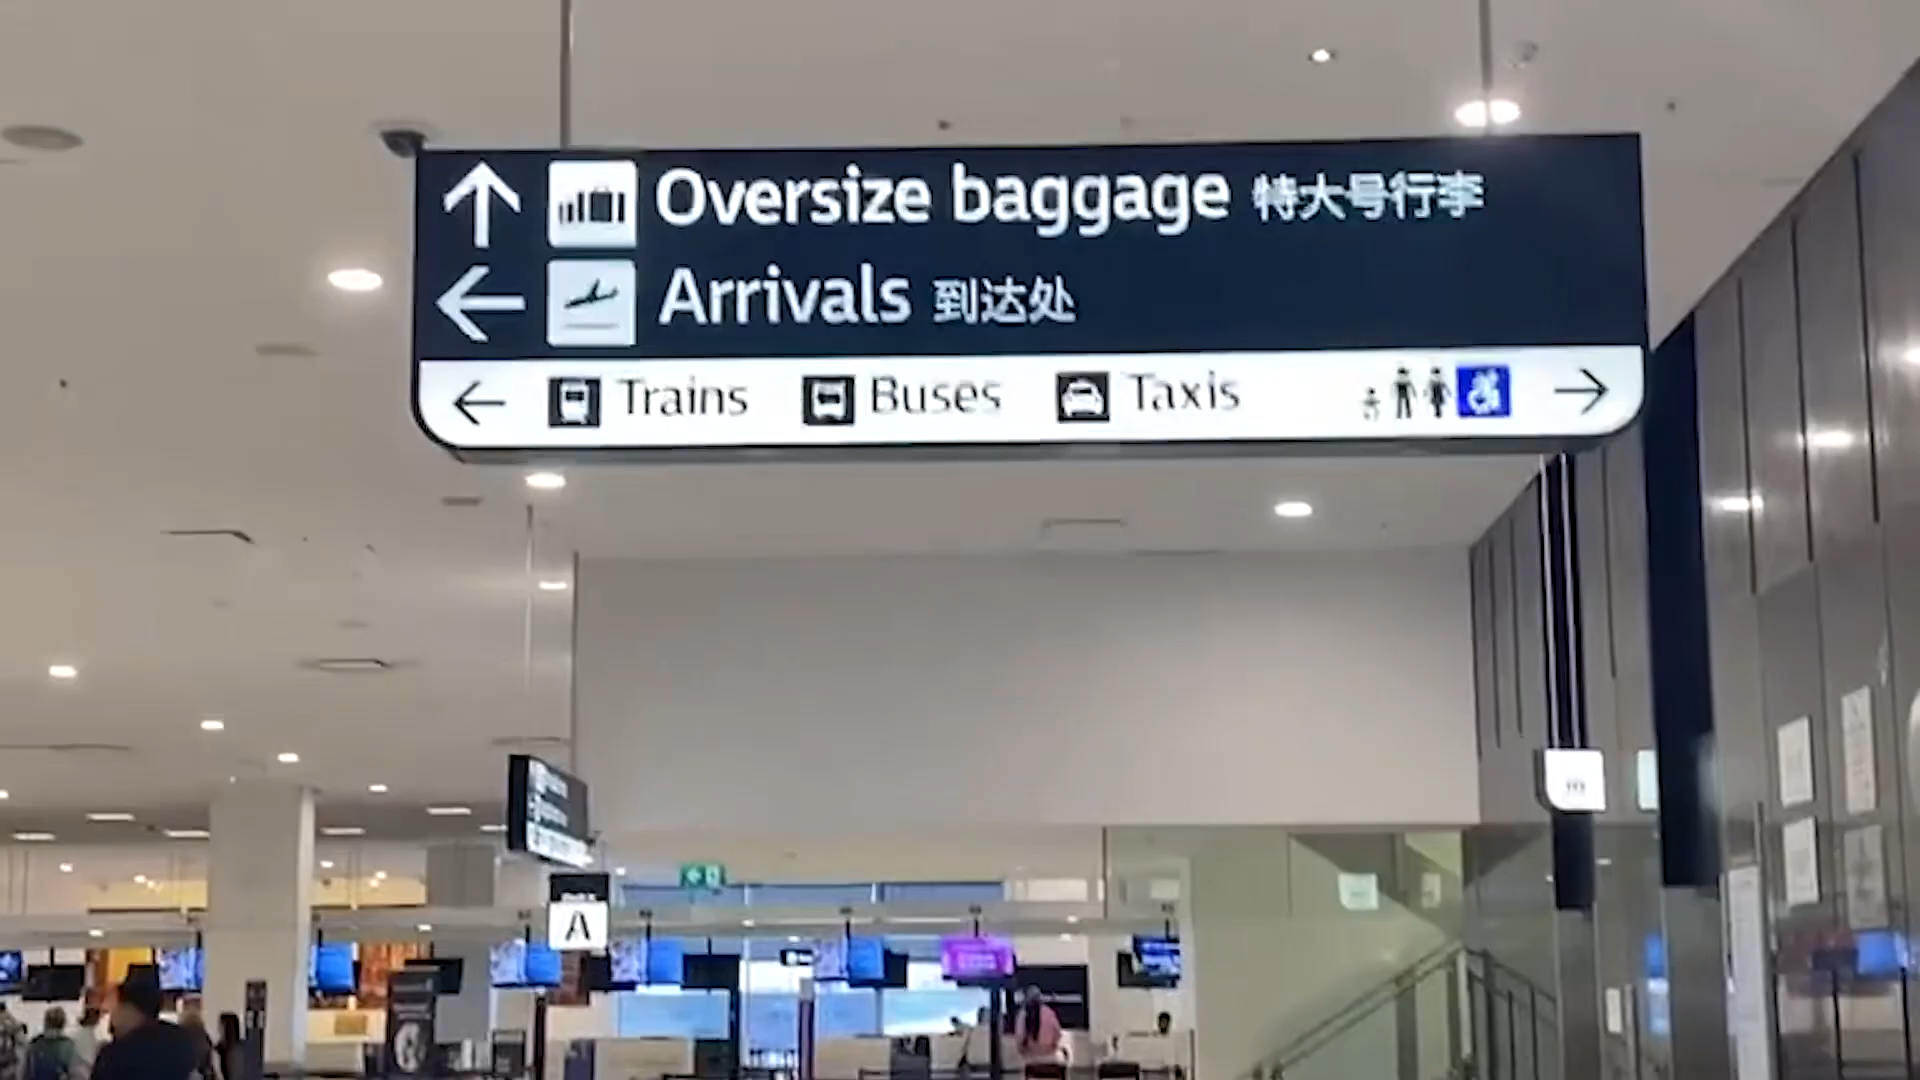 Oversize baggage 特大号行李
Arrivals 到达处
Trains Buses Taxis
A